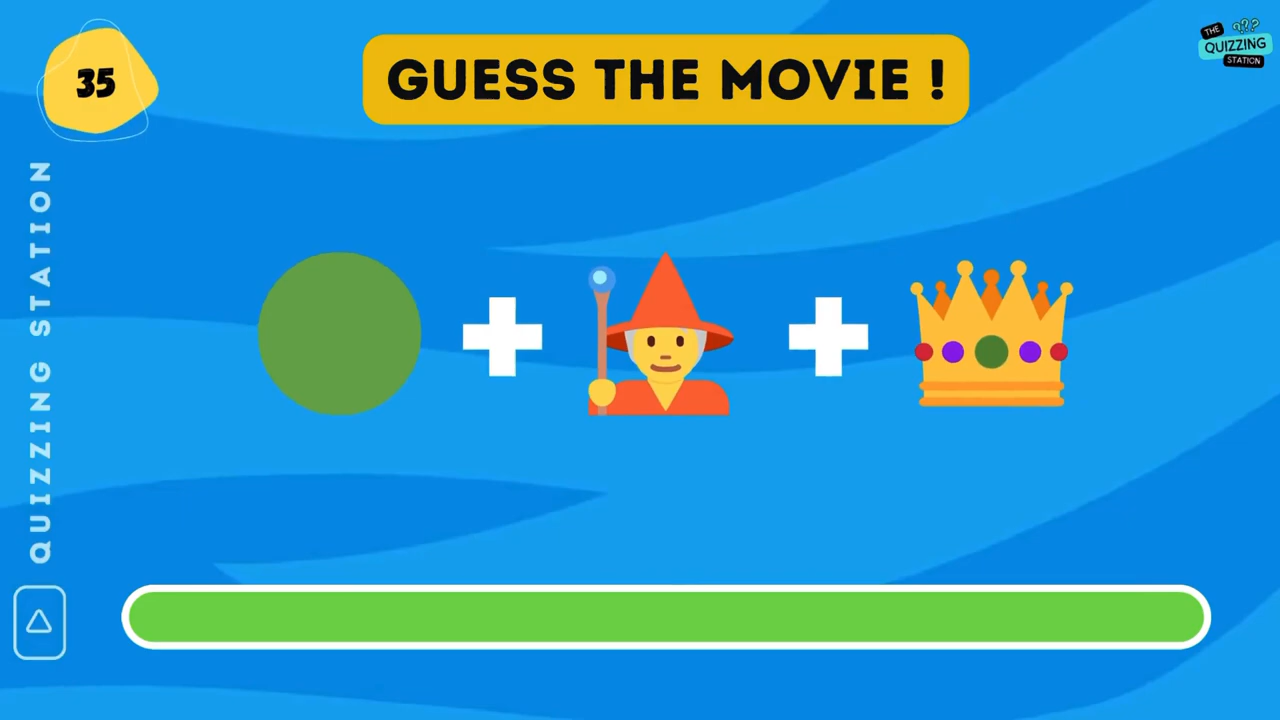 35
GUESS THE MOVIE !
THE ???
QUIZZING
STATION
QUIZZING STATION